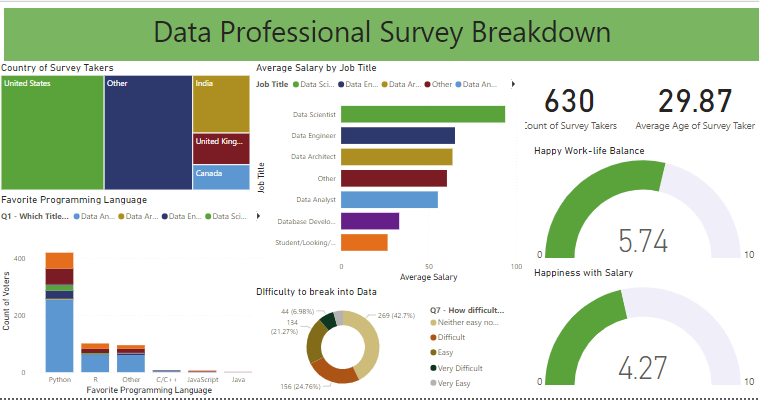 Data Professional Survey Breakdown
Country of Survey Takers
United States
Other
India
United King...
Canada
Average Salary by Job Title
Job Title Data Sci... Data En... Data Ar... Other Data An...
Job Title
Data Scientist
Data Engineer
Data Architect
Other
Data Analyst
Database Develo...
Student/Looking/...
0 50 100
Average Salary
630
Count of Survey Takers
29.87
Average Age of Survey Taker
Happy Work-life Balance
5.74
0 10
Happiness with Salary
4.27
0 10
Favorite Programming Language
Q1 - Which Title... Data An... Data Ar... Data En... Data Sci...
Count of Voters
400
200
0
Python R Other C/C++ JavaScript Java
Favorite Programming Language
DIfficulty to break into Data
44 (6.98%)
134
(21.27%)
156 (24.76%)
269 (42.7%)
Q7 - How difficult...
Neither easy no...
Difficult
Easy
Very Difficult
Very Easy